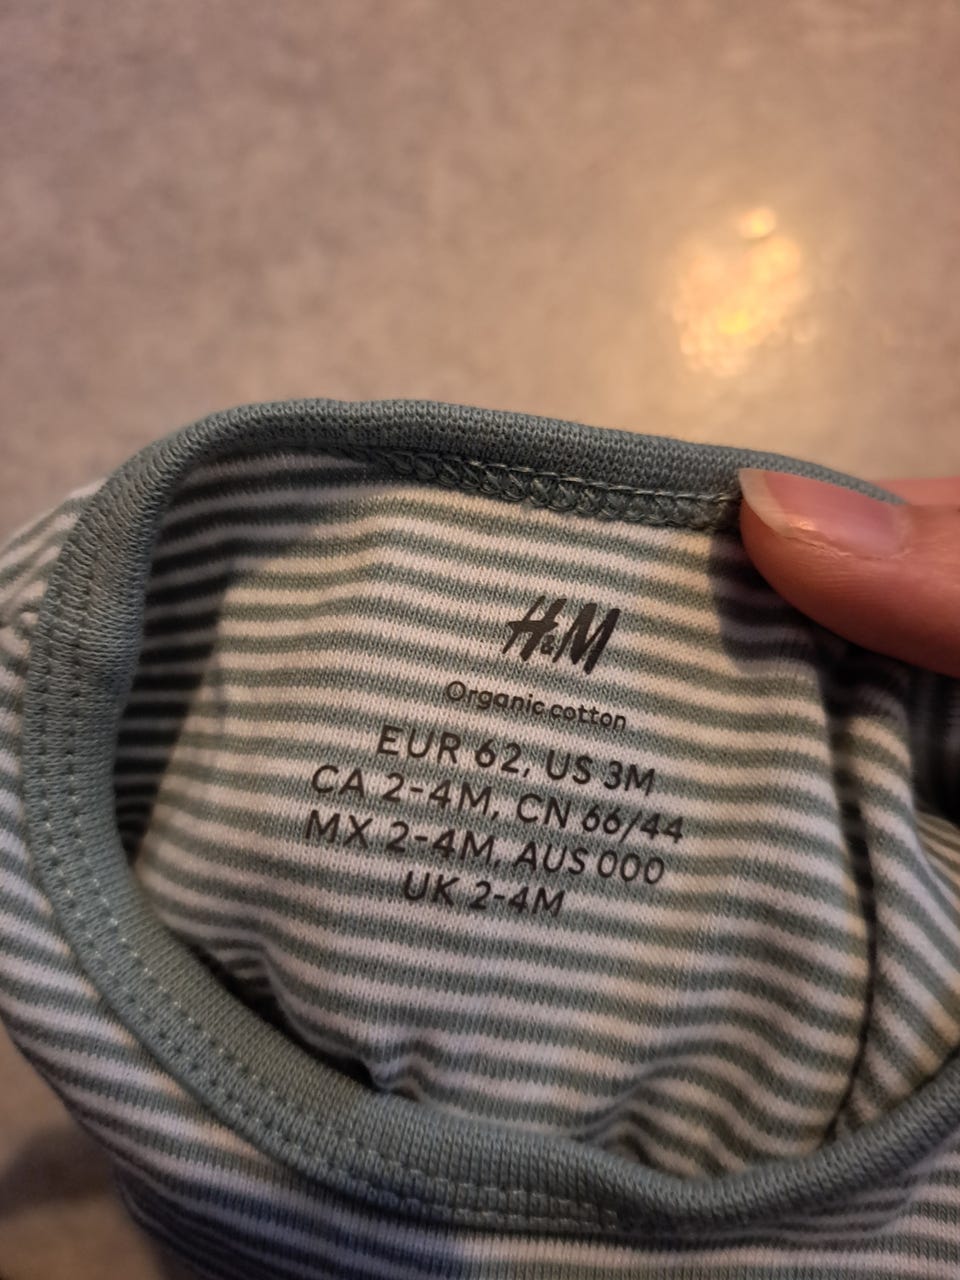 H&M
Organic cotton
EUR 62, US 3M
CA 2-4M, CN 66/44
MX 2-4M, AUS 000
UK 2-4M